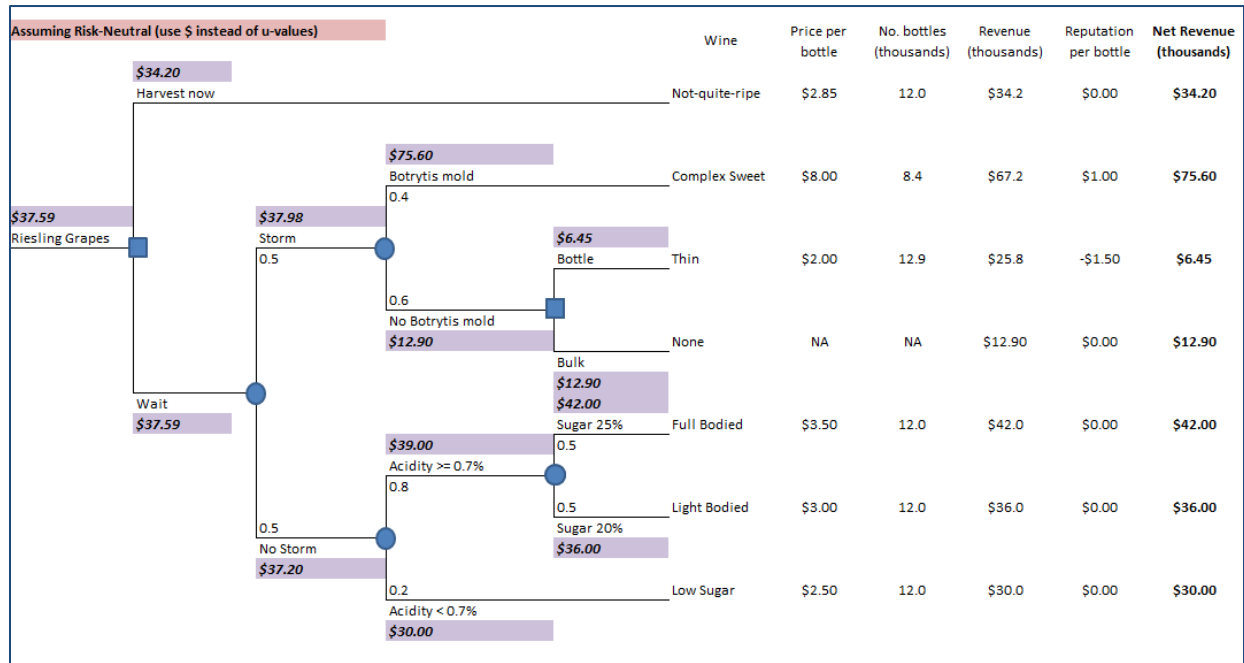 Assuming Risk-Neutral (use $ instead of u-values)
Wine
Price per bottle
No. bottles (thousands)
Revenue (thousands)
Reputation per bottle
Net Revenue (thousands)
$34.20
Harvest now
Not-quite-ripe $2.85 12.0 $34.2 $0.00 $34.20
$75.60
Botrytis mold
Complex Sweet $8.00 8.4 $67.2 $1.00 $75.60
0.4
$37.59
Riesling Grapes
$37.98
Storm
0.5
$6.45
Bottle
Thin $2.00 12.9 $25.8 -$1.50 $6.45
0.6
No Botrytis mold
$12.90
None NA NA $12.90 $0.00 $12.90
Bulk
$12.90
Wait
$37.59
$42.00
Sugar 25%
Full Bodied $3.50 12.0 $42.0 $0.00 $42.00
0.5
$39.00
Acidity >= 0.7%
0.8
0.5
Light Bodied $3.00 12.0 $36.0 $0.00 $36.00
Sugar 20%
$36.00
0.5
No Storm
$37.20
0.2
Low Sugar $2.50 12.0 $30.0 $0.00 $30.00
Acidity < 0.7%
$30.00